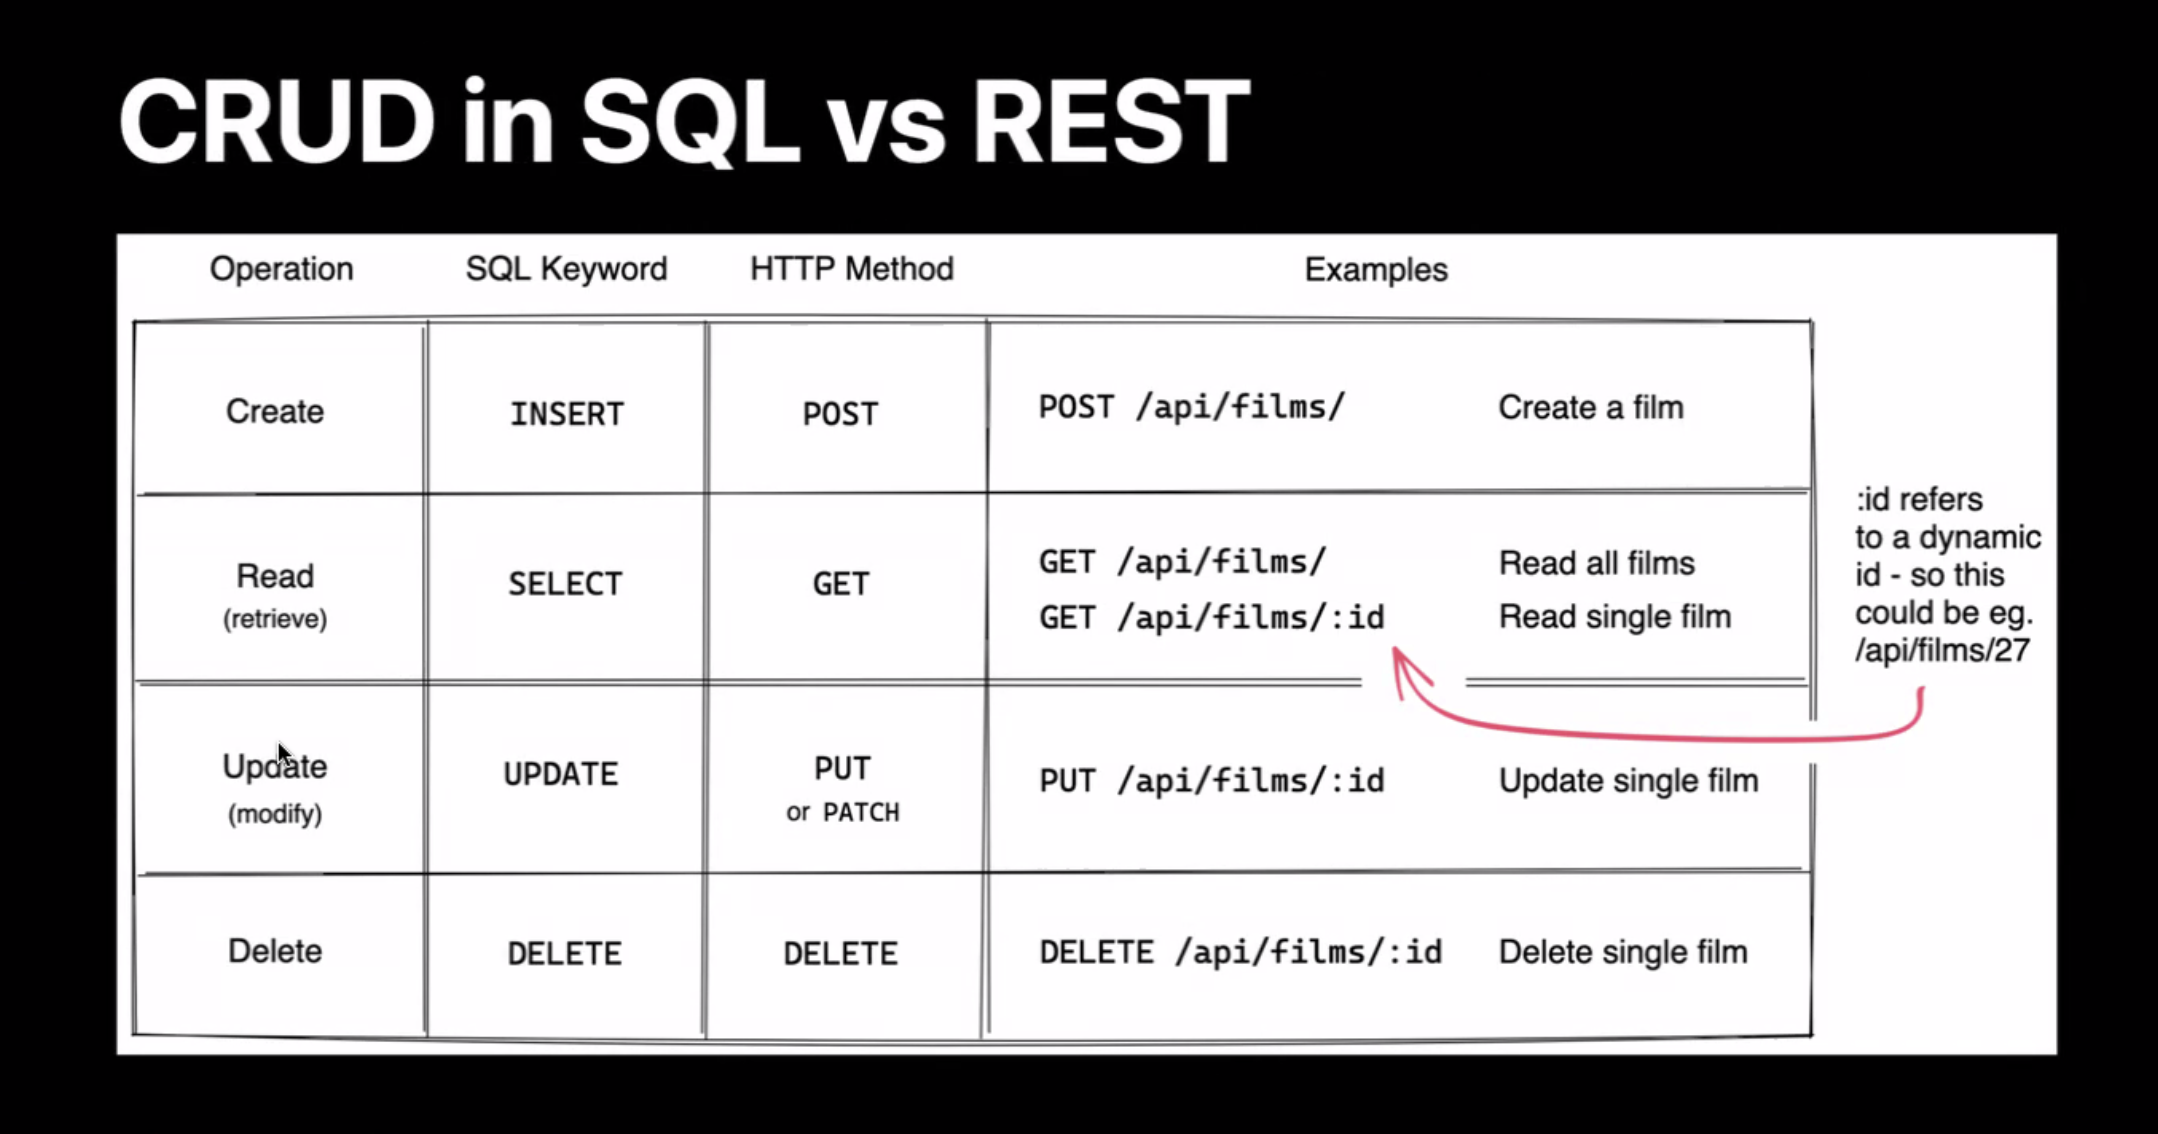 CRUD in SQL vs REST
Operation SQL Keyword HTTP Method Examples
Create INSERT POST POST /api/films/ Create a film
Read SELECT GET GET /api/films/ Read all films
(retrieve) GET /api/films/:id Read single film
:id refers
to a dynamic
id - so this
could be eg.
/api/films/27
Update UPDATE PUT PUT /api/films/:id Update single film
(modify) or PATCH
Delete DELETE DELETE DELETE /api/films/:id Delete single film